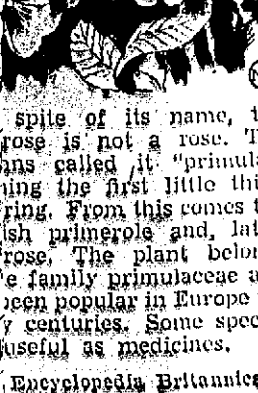 spite of its name, t
rose is not a rose. T
ns called it "primula
ning the first little thi
ring. From this comes t
ish primerole and, lat
rose. The plant belon
e family primulaceae a
been popular in Europe
y centuries. Some spec
useful as medicines.
Encyclopedia Britannica